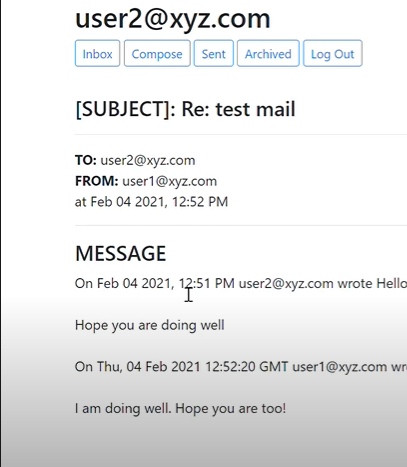 user2@xyz.com
Inbox Compose Sent Archived Log Out
[SUBJECT]: Re: test mail
TO: user2@xyz.com
FROM: user1@xyz.com
at Feb 04 2021, 12:52 PM
MESSAGE
On Feb 04 2021, 12:51 PM user2@xyz.com wrote Hello
Hope you are doing well
On Thu, 04 Feb 2021 12:52:20 GMT user1@xyz.com
I am doing well. Hope you are too!